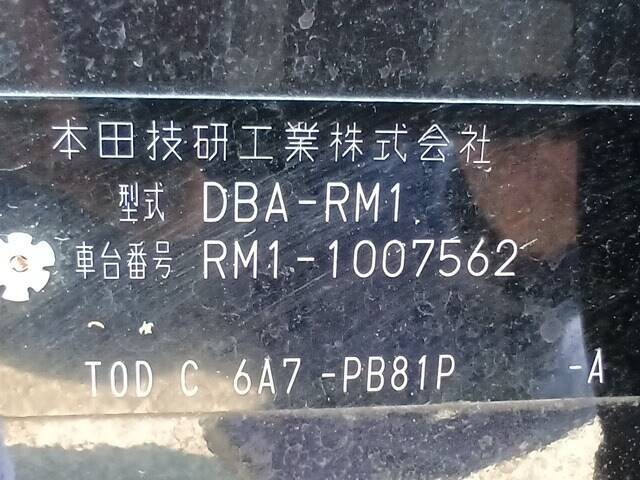 本田技研工業株式会社
型式 DBA-RM1
車台番号 RM1-1007562
TOD C 6A7 -PB81P -A